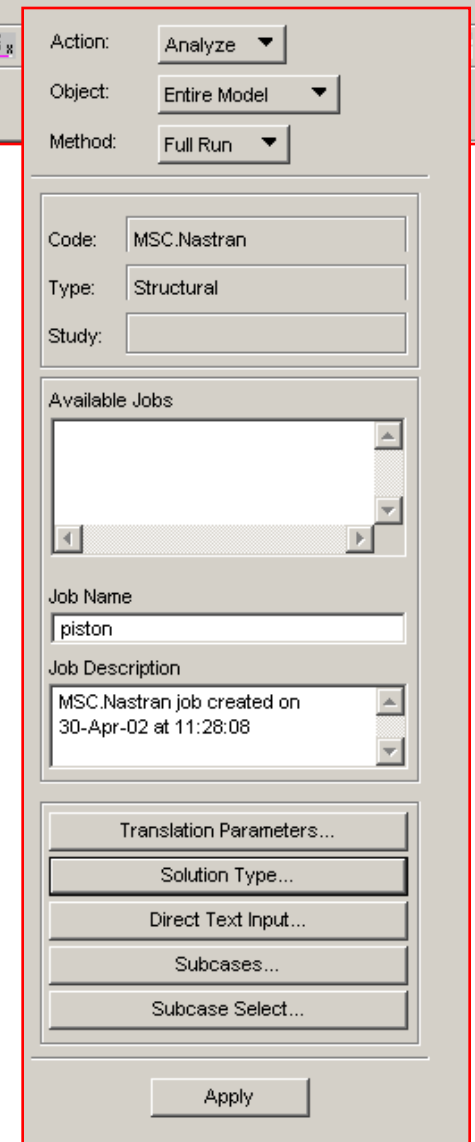 Action: Analyze
Object: Entire Model
Method: Full Run
Code: MSC.Nastran
Type: Structural
Study:
Available Jobs
Job Name
piston
Job Description
MSC.Nastran job created on
30-Apr-02 at 11:28:08
Translation Parameters...
Solution Type...
Direct Text Input...
Subcases...
Subcase Select...
Apply